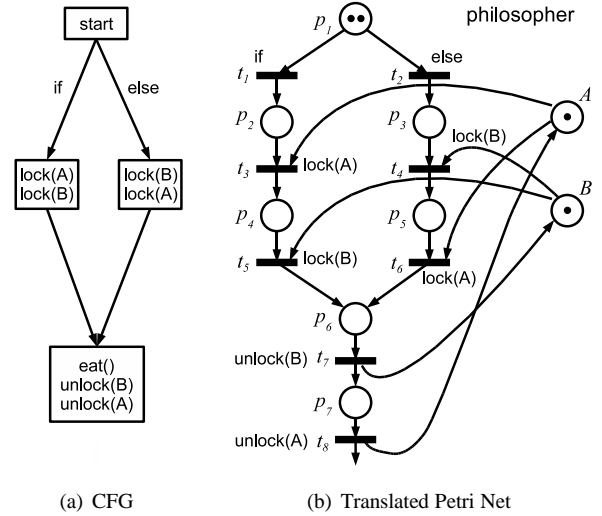 start
if
else
lock(A)
lock(B)
lock(B)
lock(A)
eat()
unlock(B)
unlock(A)
(a) CFG
philosopher
p1
if
else
t1
t2
A
p2
p3
lock(B)
t3
lock(A)
t4
B
p4
p5
lock(B)
t5
t6
lock(A)
p6
unlock(B)
t7
p7
unlock(A)
t8
(b) Translated Petri Net